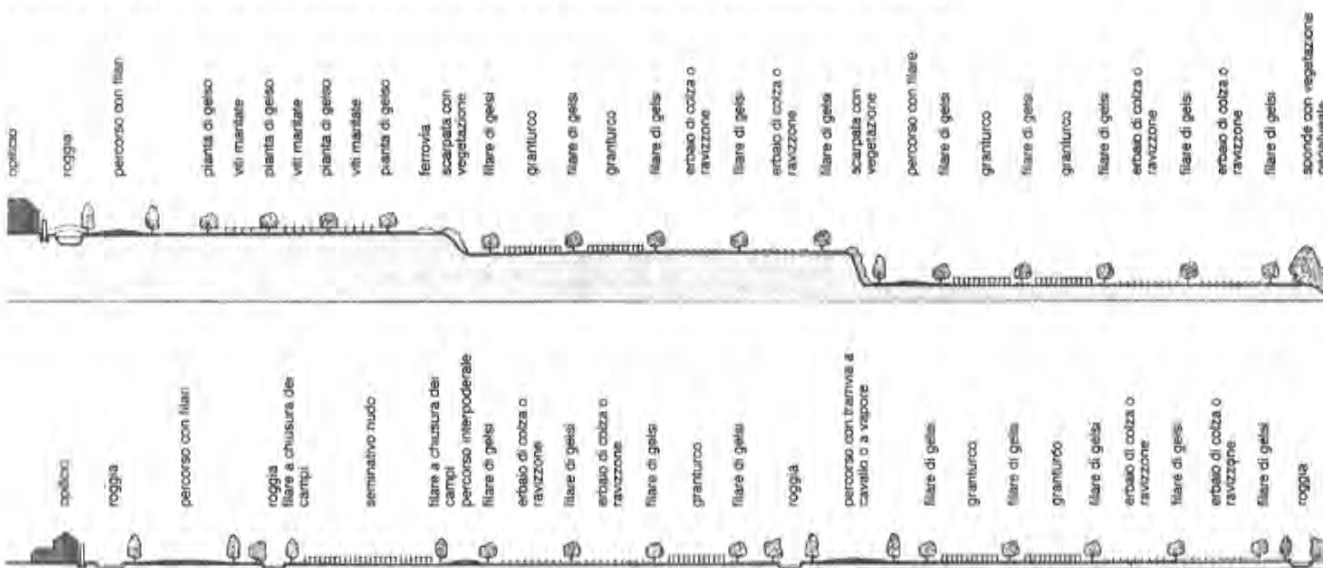 opificio
roggia
percorso con filari
pianta di gelso
viti maritate
pianta di gelso
viti maritate
pianta di gelso
viti maritate
pianta di gelso
ferrovia
scarpata con
vegetazione
filare di gelsi
granturco
filare di gelsi
granturco
filare di gelsi
erbaio di colza o
ravizzone
filare di gelsi
erbaio di colza o
ravizzone
filare di gelsi
scarpata con
vegetazione
percorso con filare
filare di gelsi
granturco
filare di gelsi
granturco
filare di gelsi
erbaio di colza o
ravizzone
filare di gelsi
erbaio di colza o
ravizzone
filare di gelsi
sponde con vegetazione
opificio
roggia
percorso con filari
roggia
filare a chiusura dei
campi
seminativo nudo
filare a chiusura dei
campi
percorso interpoderale
filare di gelsi
erbaio di colza o
ravizzone
filare di gelsi
erbaio di colza o
ravizzone
filare di gelsi
granturco
filare di gelsi
roggia
percorso con tramvia a
cavallo o a vapore
filare di gelsi
granturco
filare di gelsi
granturco
filare di gelsi
erbaio di colza o
ravizzone
filare di gelsi
erbaio di colza o
ravizzone
filare di gelsi
roggia